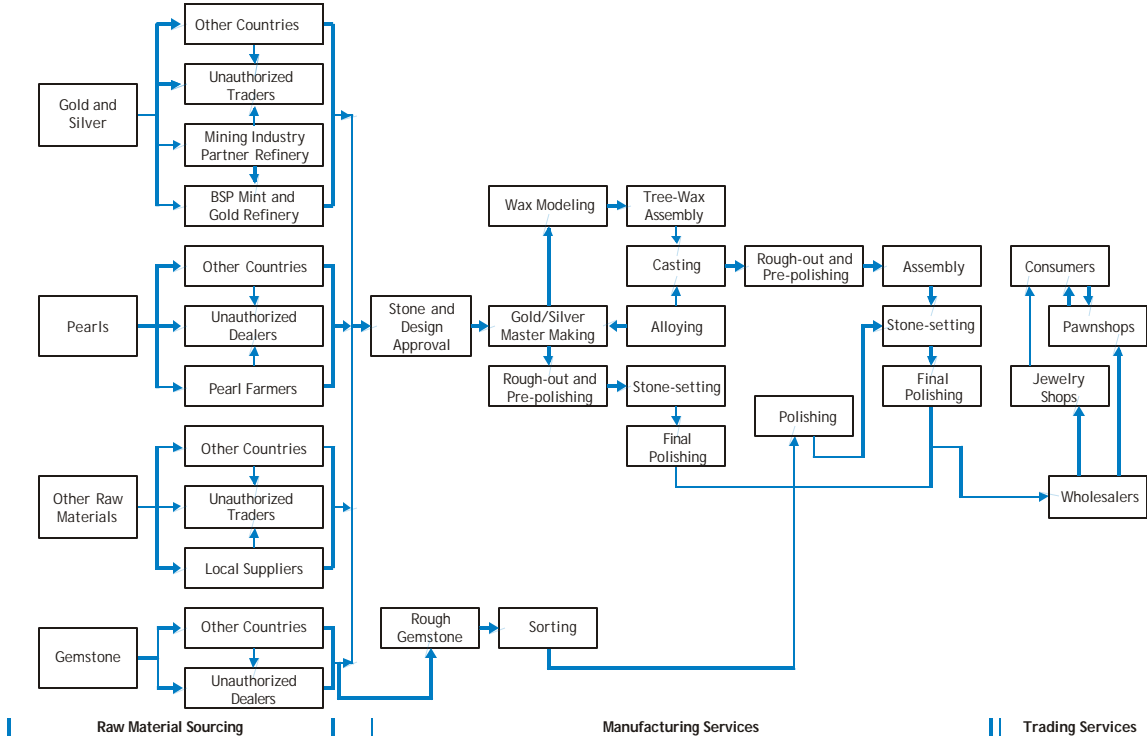 Other Countries
Unauthorized
Traders
Gold and
Silver
Mining Industry
Partner Refinery
BSP Mint and
Gold Refinery
Other Countries
Pearls
Unauthorized
Dealers
Pearl Farmers
Other Countries
Other Raw
Materials
Unauthorized
Traders
Local Suppliers
Other Countries
Gemstone
Unauthorized
Dealers
Stone and
Design
Approval
Wax Modeling
Tree-Wax
Assembly
Casting
Rough-out and
Pre-polishing
Assembly
Gold/Silver
Master Making
Alloying
Stone-setting
Rough-out and
Pre-polishing
Stone-setting
Final
Polishing
Final
Polishing
Polishing
Rough
Gemstone
Sorting
Consumers
Pawnshops
Jewelry
Shops
Wholesalers
Raw Material Sourcing
Manufacturing Services
Trading Services